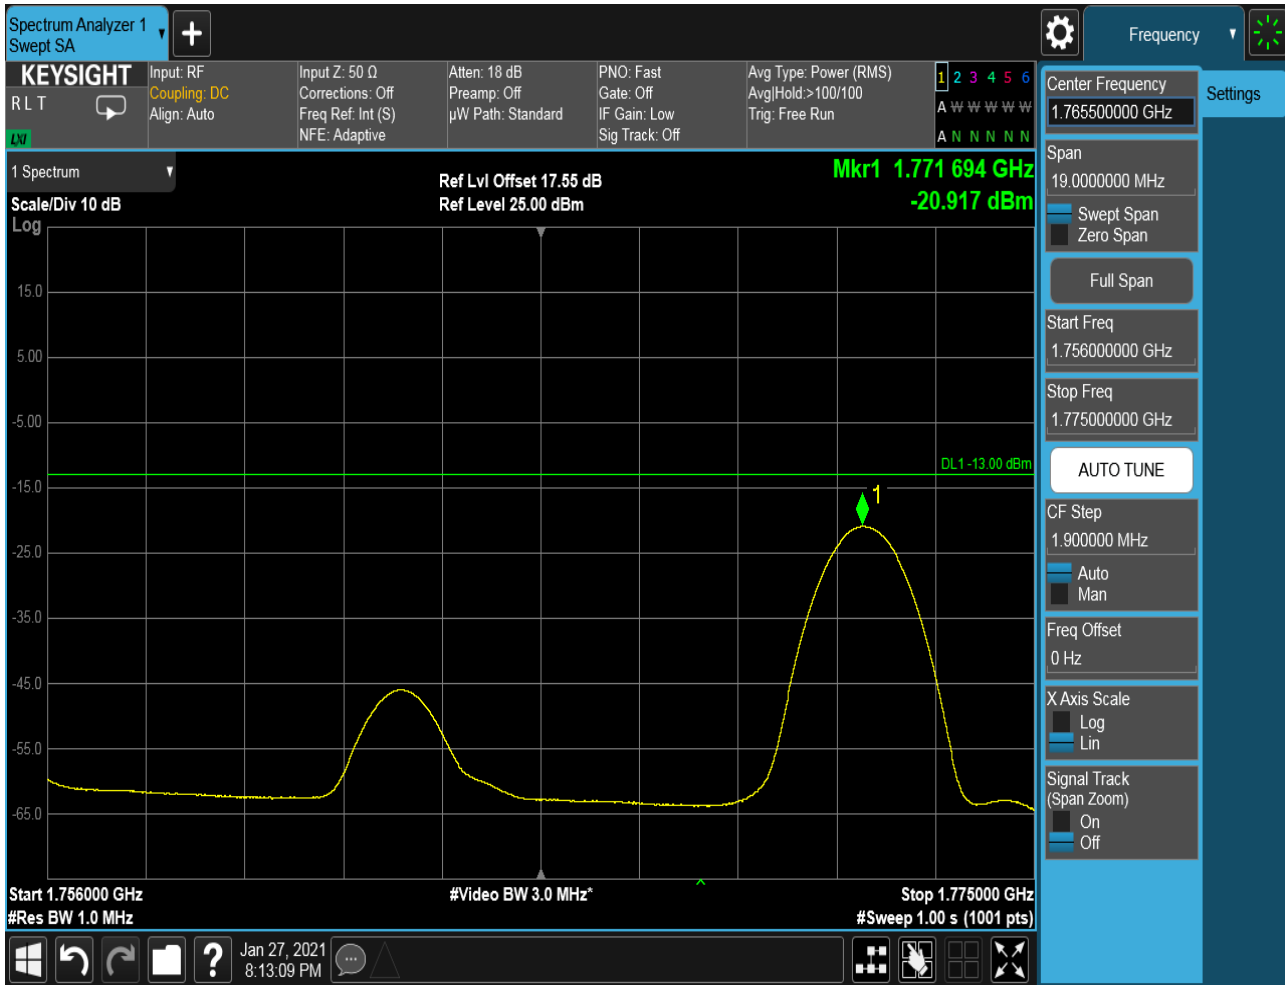 Spectrum Analyzer 1
Swept SA
+
Frequency
KEYSIGHT
R L T
LXI
Input: RF
Coupling: DC
Align: Auto
Input Z: 50 Ω
Corrections: Off
Freq Ref: Int (S)
NFE: Adaptive
Atten: 18 dB
Preamp: Off
µW Path: Standard
PNO: Fast
Gate: Off
IF Gain: Low
Sig Track: Off
Avg Type: Power (RMS)
Avg|Hold:>100/100
Trig: Free Run
1 2 3 4 5 6
A W W W W W
A N N N N N
1 Spectrum
Scale/Div 10 dB
Log
Ref Lvl Offset 17.55 dB
Ref Level 25.00 dBm
Mkr1 1.771 694 GHz
-20.917 dBm
15.0
5.00
-5.00
DL1 -13.00 dBm
-15.0
1
-25.0
-35.0
-45.0
-55.0
-65.0
Start 1.756000 GHz
#Video BW 3.0 MHz*
Stop 1.775000 GHz
#Res BW 1.0 MHz
#Sweep 1.00 s (1001 pts)
?
Jan 27, 2021
8:13:09 PM
Center Frequency
1.765500000 GHz
Settings
Span
19.0000000 MHz
Swept Span
Zero Span
Full Span
Start Freq
1.756000000 GHz
Stop Freq
1.775000000 GHz
AUTO TUNE
CF Step
1.900000 MHz
Auto
Man
Freq Offset
0 Hz
X Axis Scale
Log
Lin
Signal Track
(Span Zoom)
On
Off